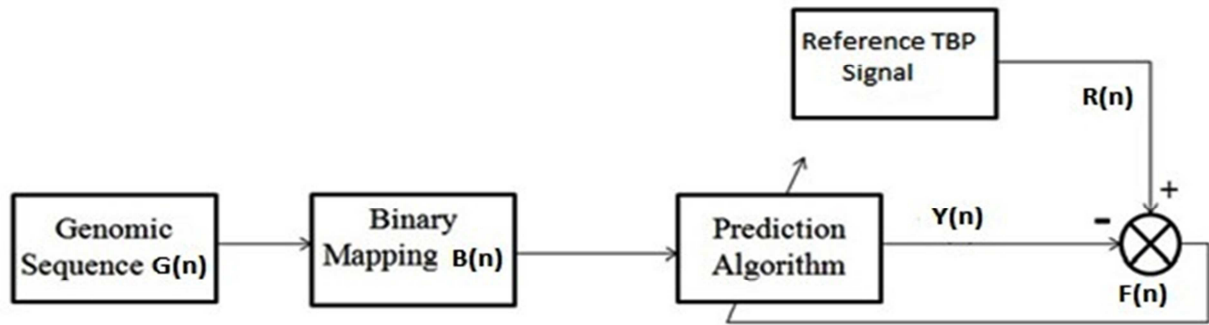 Reference TBP
Signal
R(n)
+
Genomic
Sequence G(n)
Binary
Mapping B(n)
Prediction
Algorithm
Y(n)
-
F(n)